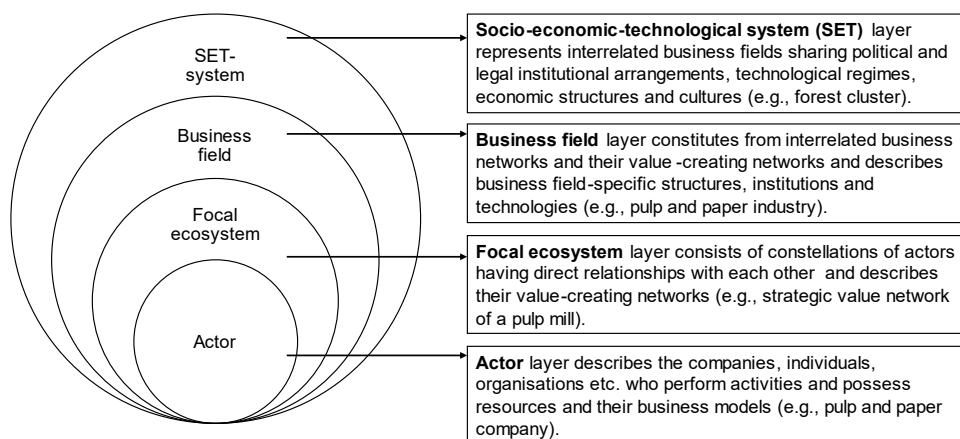 SET-
system
Business
field
Focal
ecosystem
Actor
Socio-economic-technological system (SET) layer
represents interrelated business fields sharing political and
legal institutional arrangements, technological regimes,
economic structures and cultures (e.g., forest cluster).
Business field layer constitutes from interrelated business
networks and their value -creating networks and describes
business field-specific structures, institutions and
technologies (e.g., pulp and paper industry).
Focal ecosystem layer consists of constellations of actors
having direct relationships with each other and describes
their value-creating networks (e.g., strategic value network
of a pulp mill).
Actor layer describes the companies, individuals,
organisations etc. who perform activities and possess
resources and their business models (e.g., pulp and paper
company).